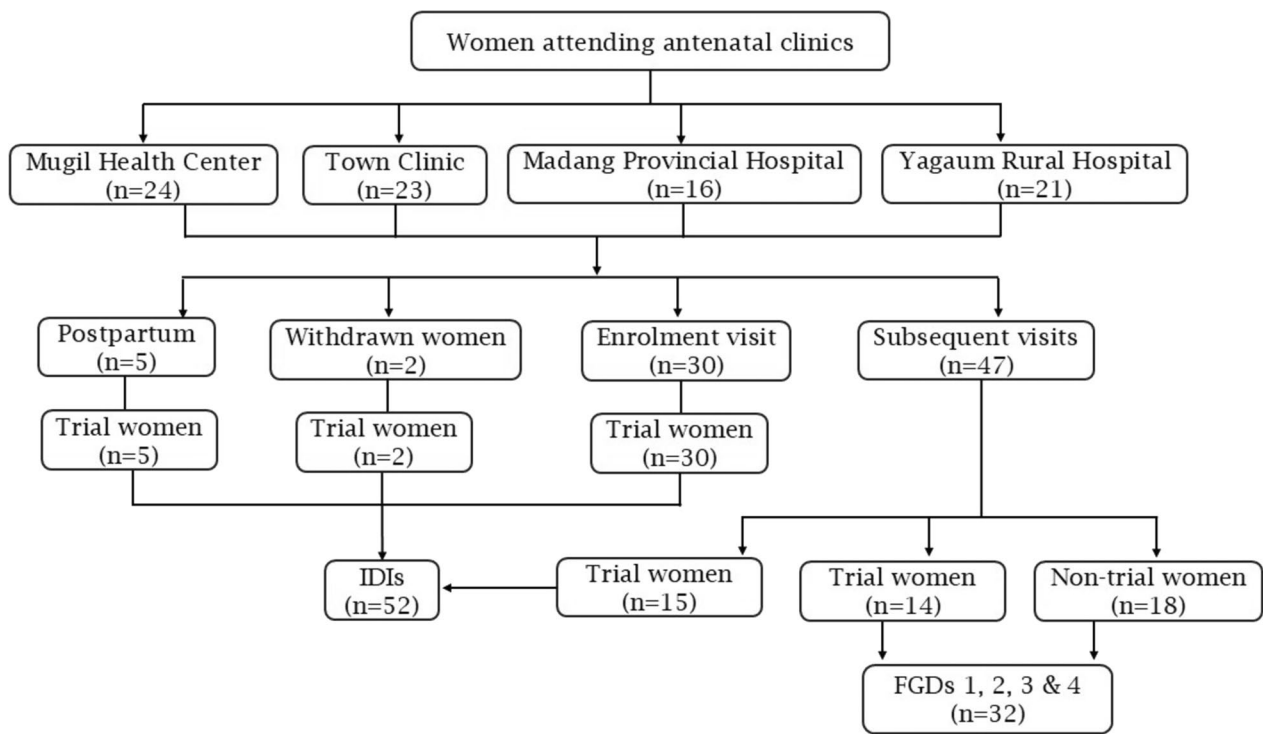 Women attending antenatal clinics
Mugil Health Center
(n=24)
Town Clinic
(n=23)
Madang Provincial Hospital
(n=16)
Yagaum Rural Hospital
(n=21)
Postpartum
(n=5)
Withdrawn women
(n=2)
Enrolment visit
(n=30)
Subsequent visits
(n=47)
Trial women
(n=5)
Trial women
(n=2)
Trial women
(n=30)
IDIs
(n=52)
Trial women
(n=15)
Trial women
(n=14)
Non-trial women
(n=18)
FGDs 1, 2, 3 & 4
(n=32)